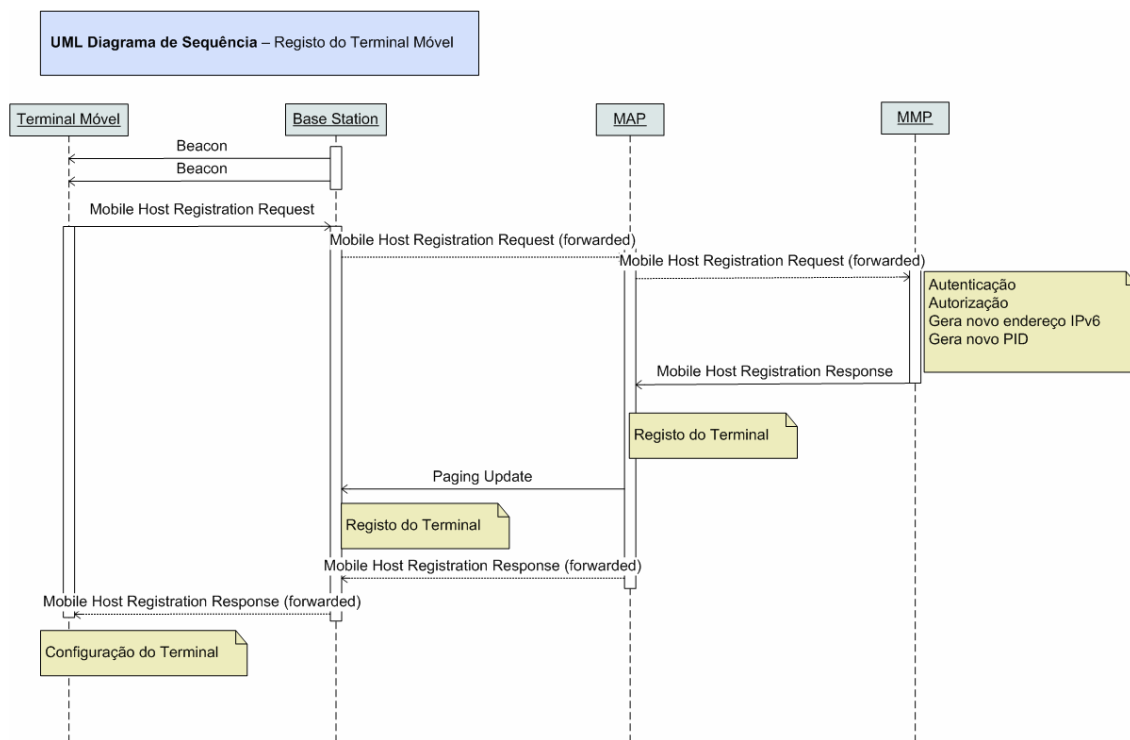 UML Diagrama de Sequência – Registo do Terminal Móvel
Terminal Móvel
Base Station
MAP
MMP
Beacon
Beacon
Mobile Host Registration Request
Mobile Host Registration Request (forwarded)
Mobile Host Registration Request (forwarded)
Autenticação
Autorização
Gera novo endereço IPv6
Gera novo PID
Mobile Host Registration Response
Registo do Terminal
Paging Update
Registo do Terminal
Mobile Host Registration Response (forwarded)
Mobile Host Registration Response (forwarded)
Configuração do Terminal